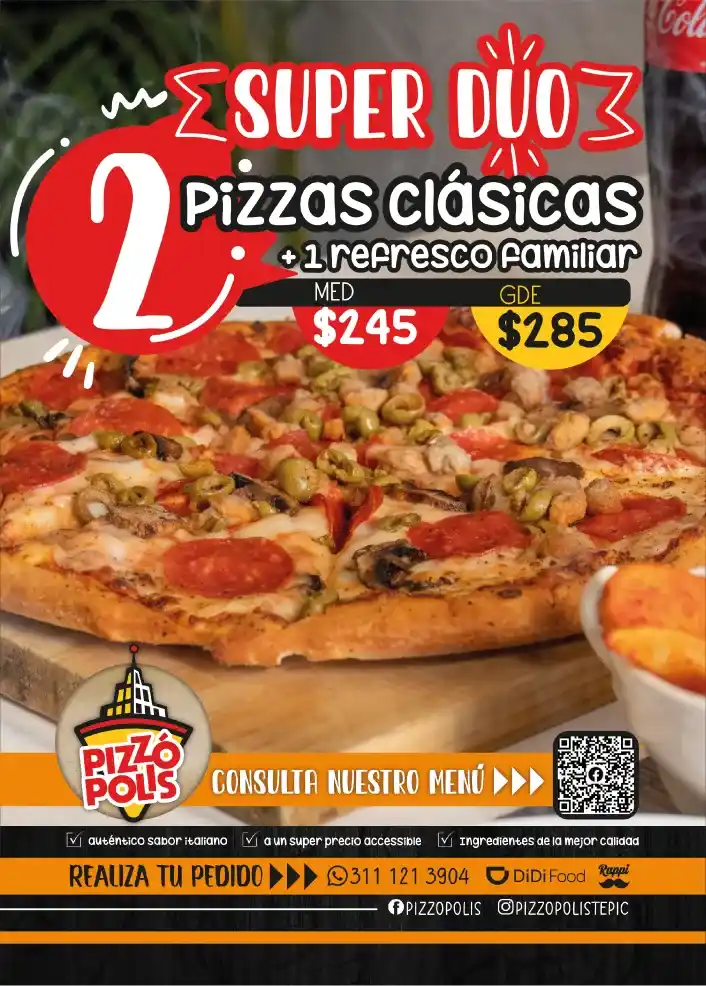 Col
SUPER DUO
2
Pizzas clásicas
+ 1 refresco familiar
MED
GDE
$245
$285
PIZZÓ
POLIS
CONSULTA NUESTRO MENÚ
auténtico sabor italiano
a un super precio accessible
Ingredientes de la mejor calidad
REALIZA TU PEDIDO
311 121 3904
DiDi Food
Rappi
PIZZOPOLIS
PIZZOPOLISTEPIC